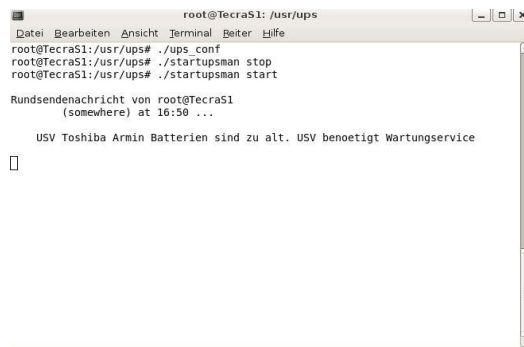 root@TecraS1: /usr/ups
Datei Bearbeiten Ansicht Terminal Reiter Hilfe
root@TecraS1:/usr/ups# ./ups_conf
root@TecraS1:/usr/ups# ./startupsman stop
root@TecraS1:/usr/ups# ./startupsman start
Rundsendenachricht von root@TecraS1
(somewhere) at 16:50 ...
USV Toshiba Armin Batterien sind zu alt. USV benoetigt Wartungservice